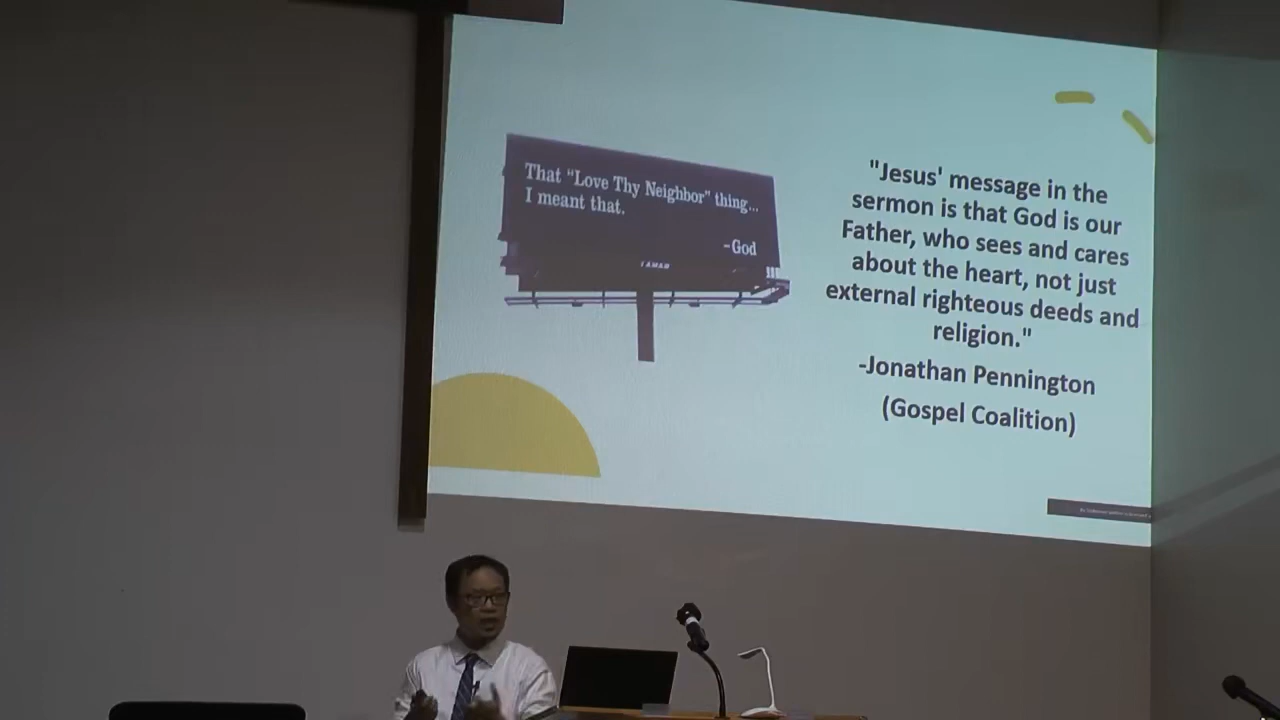 That “Love Thy Neighbor” thing...
I meant that.
-God
"Jesus' message in the
sermon is that God is our
Father, who sees and cares
about the heart, not just
external righteous deeds and
religion."
-Jonathan Pennington
(Gospel Coalition)